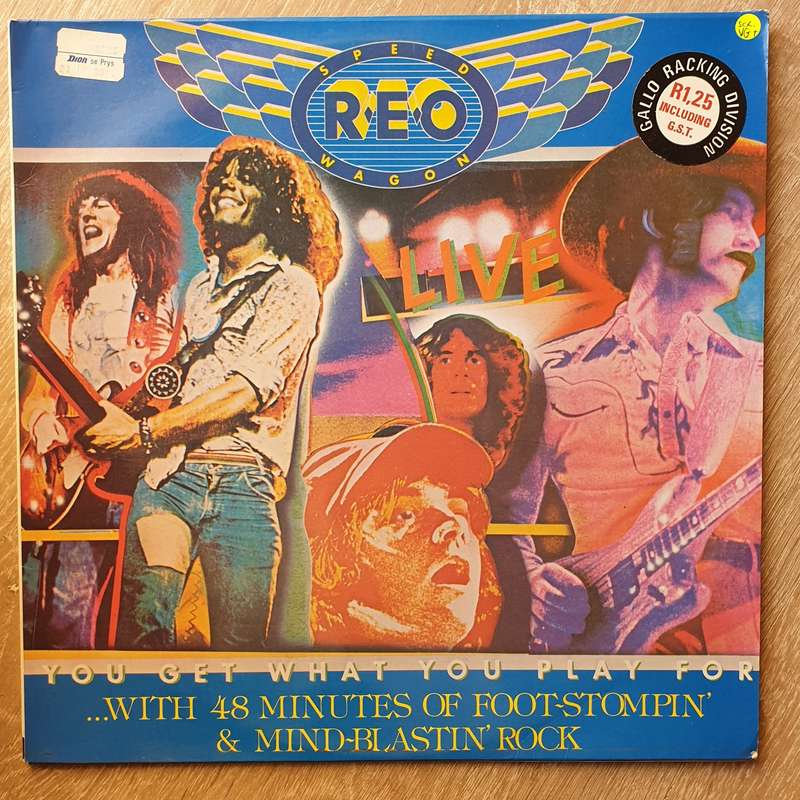 Dion se Prys
SPEED
REO
WAGON
GALLO RACKING DIVISION
R1,25
INCLUDING
G.S.T.
VG+
LIVE
YOU GET WHAT YOU PLAY FOR
...WITH 48 MINUTES OF FOOT-STOMPIN'
& MIND-BLASTIN' ROCK